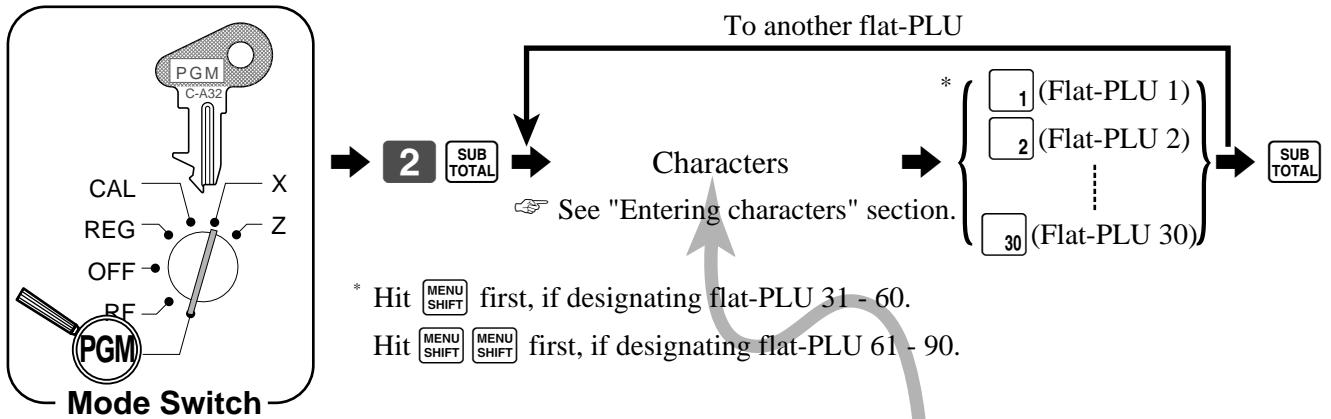 To another flat-PLU
PGM
C-A32
CAL
X
REG
Z
OFF
RF
PGM
Mode Switch
2 SUB TOTAL
Characters
☞ See "Entering characters" section.
* 1 (Flat-PLU 1)
2 (Flat-PLU 2)
30 (Flat-PLU 30)
SUB TOTAL
* Hit MENU SHIFT first, if designating flat-PLU 31 - 60.
Hit MENU SHIFT MENU SHIFT first, if designating flat-PLU 61 - 90.